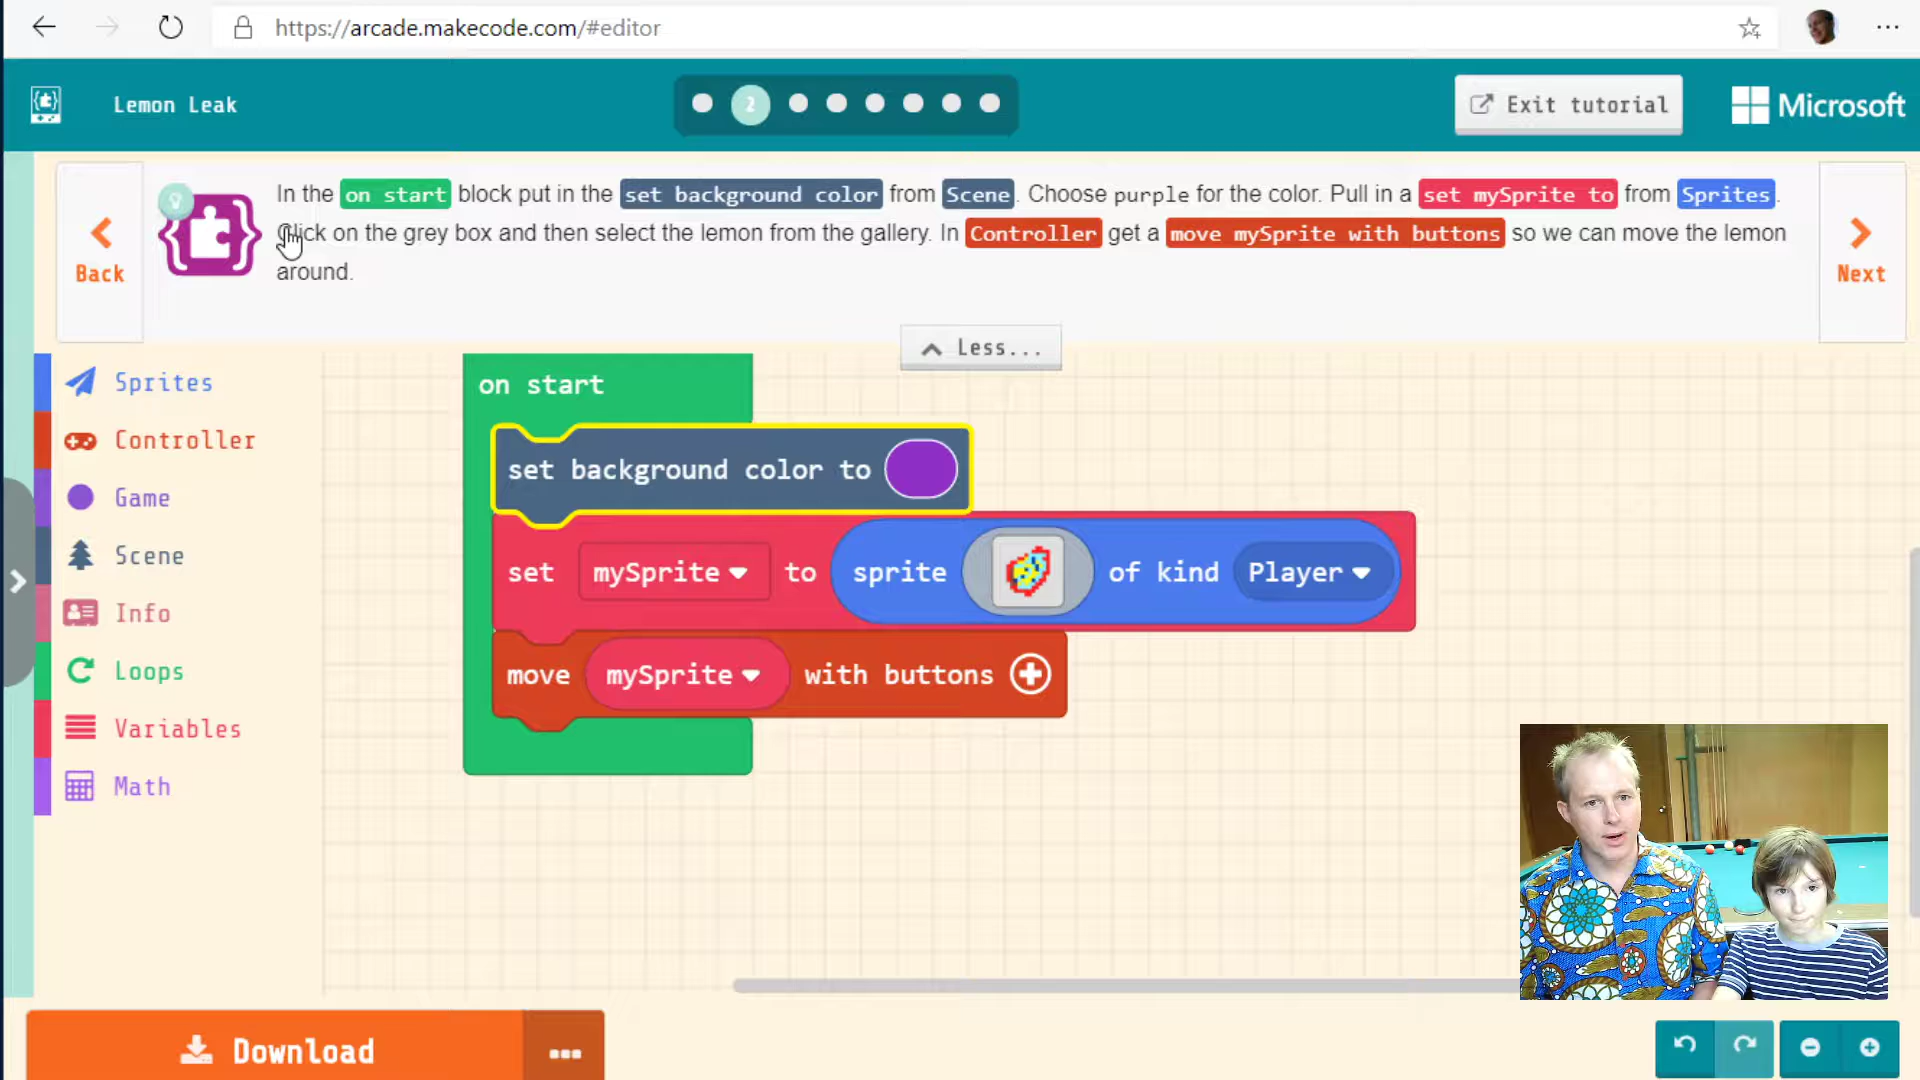 https://arcade.makecode.com/#editor
Lemon Leak
2
Exit tutorial
Microsoft
Back
In the on start block put in the set background color from Scene. Choose purple for the color. Pull in a set mySprite to from Sprites.
Click on the grey box and then select the lemon from the gallery. In Controller get a move mySprite with buttons so we can move the lemon
around.
Next
Less...
Sprites
Controller
Game
Scene
Info
Loops
Variables
Math
on start
set background color to
set mySprite to sprite of kind Player
move mySprite with buttons
Download